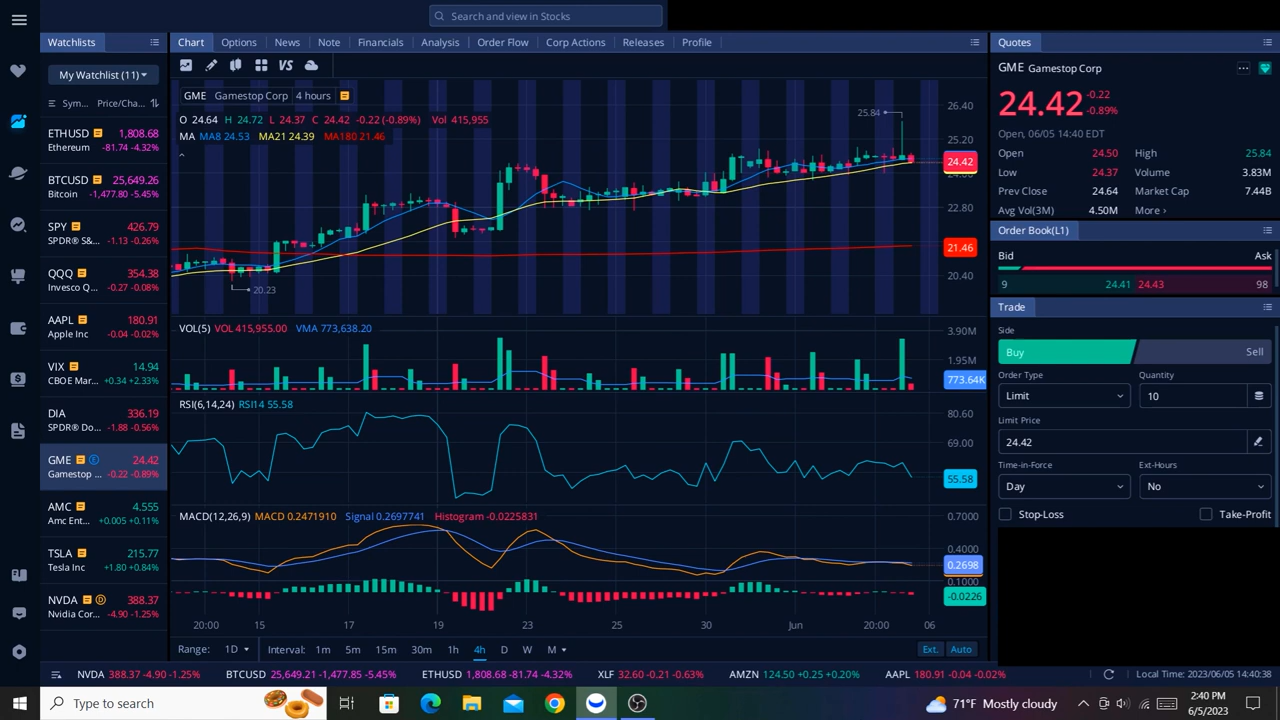 Search and view in Stocks
Watchlists
My Watchlist (11)
Sym... Price/Cha...
ETHUSD 1,808.68
Ethereum -81.74 -4.32%
BTCUSD 25,649.26
Bitcoin -1,477.80 -5.45%
SPY 426.79
SPDR® S&... -1.13 -0.26%
QQQ 354.38
Invesco Q... -0.27 -0.08%
AAPL 180.91
Apple Inc -0.04 -0.02%
VIX 14.94
CBOE Mar... +0.34 +2.33%
DIA 336.19
SPDR® Do... -1.88 -0.56%
GME E 24.42
Gamestop ... -0.22 -0.89%
AMC 4.555
Amc Ent... +0.005 +0.11%
TSLA 215.77
Tesla Inc +1.80 +0.84%
NVDA D 388.37
Nvidia Cor... -4.90 -1.25%
Chart Options News Note Financials Analysis Order Flow Corp Actions Releases Profile
VS
GME Gamestop Corp 4 hours
O 24.64 H 24.72 L 24.37 C 24.42 -0.22 (-0.89%) Vol 415,955
MA MA8 24.53 MA21 24.39 MA180 21.46
25.84
20.23
26.40
25.20
24.42
22.80
21.46
20.40
VOL(5) VOL 415,955.00 VMA 773,638.20
3.90M
1.95M
773.64K
RSI(6,14,24) RSI14 55.58
80.60
69.00
55.58
MACD(12,26,9) MACD 0.2471910 Signal 0.2697741 Histogram -0.0225831
0.7000
0.4000
0.2698
0.1000
-0.0226
20:00 15 17 19 23 25 30 Jun 20:00 06
Range: 1D Interval: 1m 5m 15m 30m 1h 4h D W M Ext. Auto
Quotes
GME Gamestop Corp
24.42 -0.22
-0.89%
Open, 06/05 14:40 EDT
Open 24.50 High 25.84
Low 24.37 Volume 3.83M
Prev Close 24.64 Market Cap 7.44B
Avg Vol(3M) 4.50M More ›
Order Book(L1)
Bid Ask
9 24.41 24.43 98
Trade
Side
Buy Sell
Order Type Quantity
Limit 10
Limit Price
24.42
Time-in-Force Ext-Hours
Day No
Stop-Loss Take-Profit
NVDA 388.37 -4.90 -1.25% BTCUSD 25,649.21 -1,477.85 -5.45% ETHUSD 1,808.68 -81.74 -4.32% XLF 32.60 -0.21 -0.63% AMZN 124.50 +0.25 +0.20% AAPL 180.91 -0.04 -0.02% Local Time: 2023/06/05 14:40:38
Type here to search
71°F Mostly cloudy
2:40 PM
6/5/2023